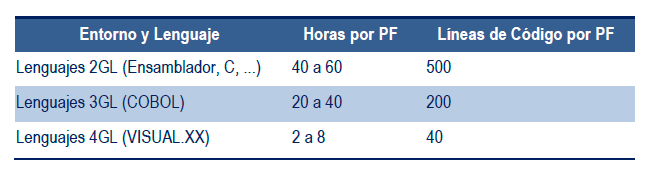 Entorno y Lenguaje Horas por PF Líneas de Código por PF
Lenguajes 2GL (Ensamblador, C, ...) 40 a 60 500
Lenguajes 3GL (COBOL) 20 a 40 200
Lenguajes 4GL (VISUAL.XX) 2 a 8 40